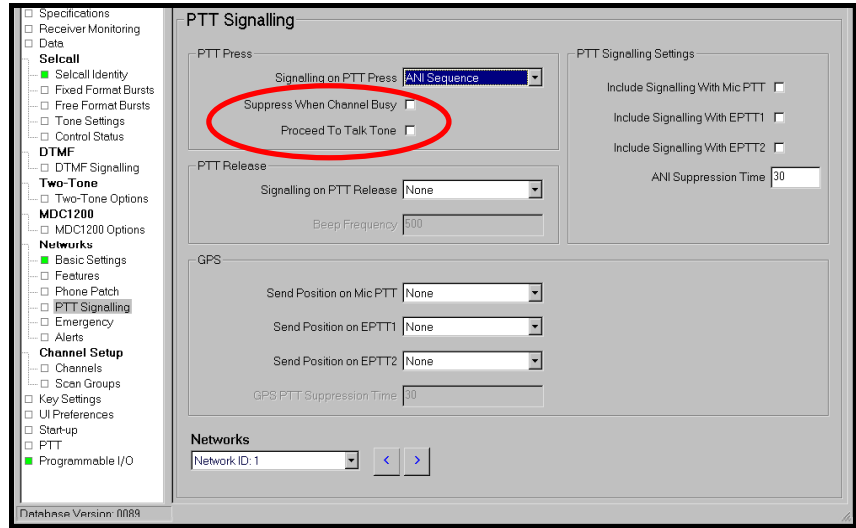 Specifications
Receiver Monitoring
Data
Selcall
Selcall Identity
Fixed Format Bursts
Free Format Bursts
Tone Settings
Control Status
DTMF
DTMF Signalling
Two-Tone
Two-Tone Options
MDC1200
MDC1200 Options
Networks
Basic Settings
Features
Phone Patch
PTT Signalling
Emergency
Alerts
Channel Setup
Channels
Scan Groups
Key Settings
UI Preferences
Start-up
PTT
Programmable I/O
Database Version: 0089
PTT Signalling
PTT Press
Signalling on PTT Press ANI Sequence
Suppress When Channel Busy
Proceed To Talk Tone
PTT Release
Signalling on PTT Release None
Beep Frequency 500
PTT Signalling Settings
Include Signalling With Mic PTT
Include Signalling With EPTT1
Include Signalling With EPTT2
ANI Suppression Time 30
GPS
Send Position on Mic PTT None
Send Position on EPTT1 None
Send Position on EPTT2 None
GPS PTT Suppression Time 30
Networks
Network ID: 1
< >